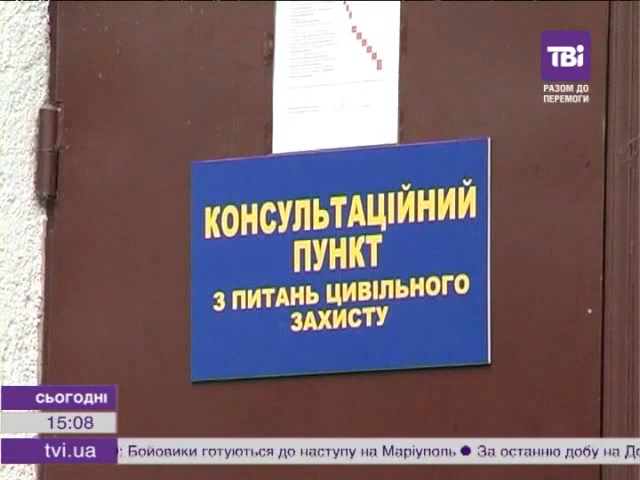 ТВі
РАЗОМ ДО
ПЕРЕМОГИ
КОНСУЛЬТАЦІЙНИЙ
ПУНКТ
З ПИТАНЬ ЦИВІЛЬНОГО
ЗАХИСТУ
СЬОГОДНІ
15:08
tvi.ua
: Бойовики готуються до наступу на Маріуполь ● За останню добу на